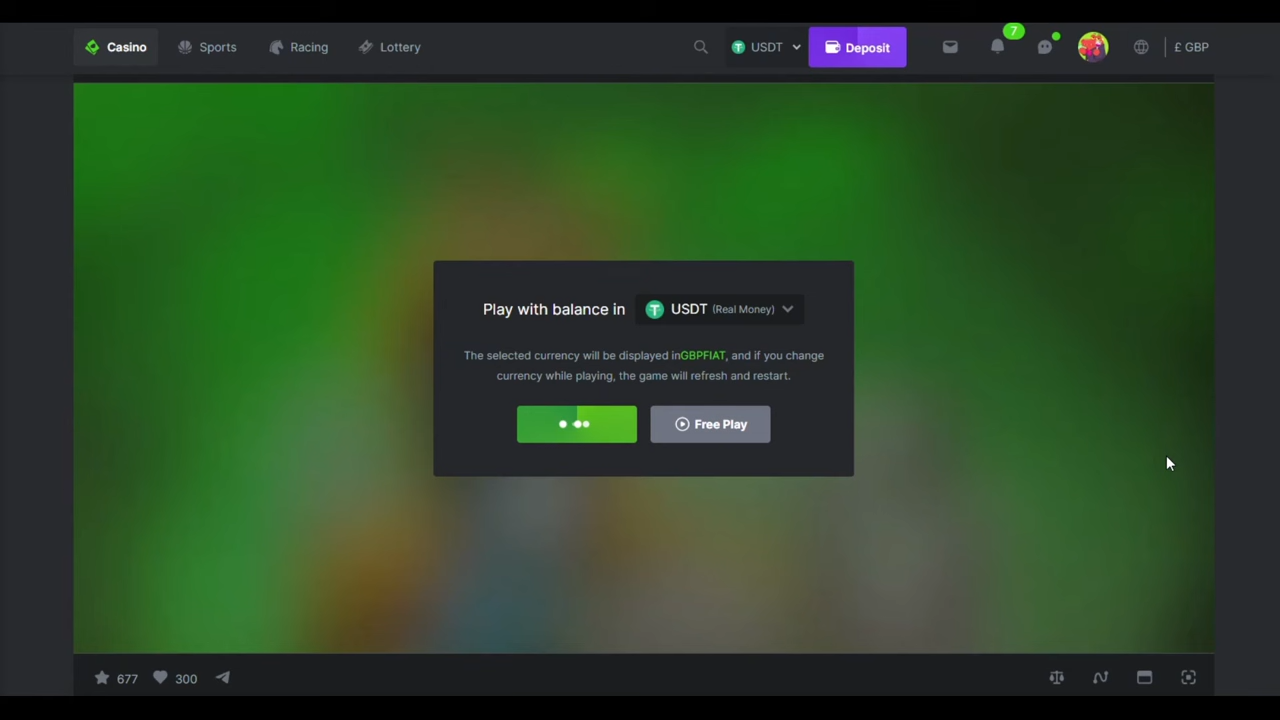 Casino Sports Racing Lottery USDT Deposit 7 £ GBP
Play with balance in USDT (Real Money)
The selected currency will be displayed inGBPFIAT, and if you change
currency while playing, the game will refresh and restart.
Free Play
677 300